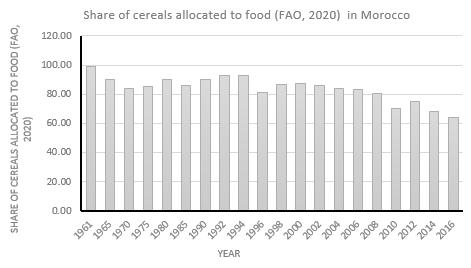 Share of cereals allocated to food (FAO, 2020)  in Morocco
SHARE OF CEREALS ALLOCATED TO FOOD (FAO,
2020)
120.00
100.00
80.00
60.00
40.00
20.00
0.00
1961 1965 1970 1975 1980 1985 1990 1992 1994 1996 1998 2000 2002 2004 2006 2008 2010 2012 2014 2016
YEAR